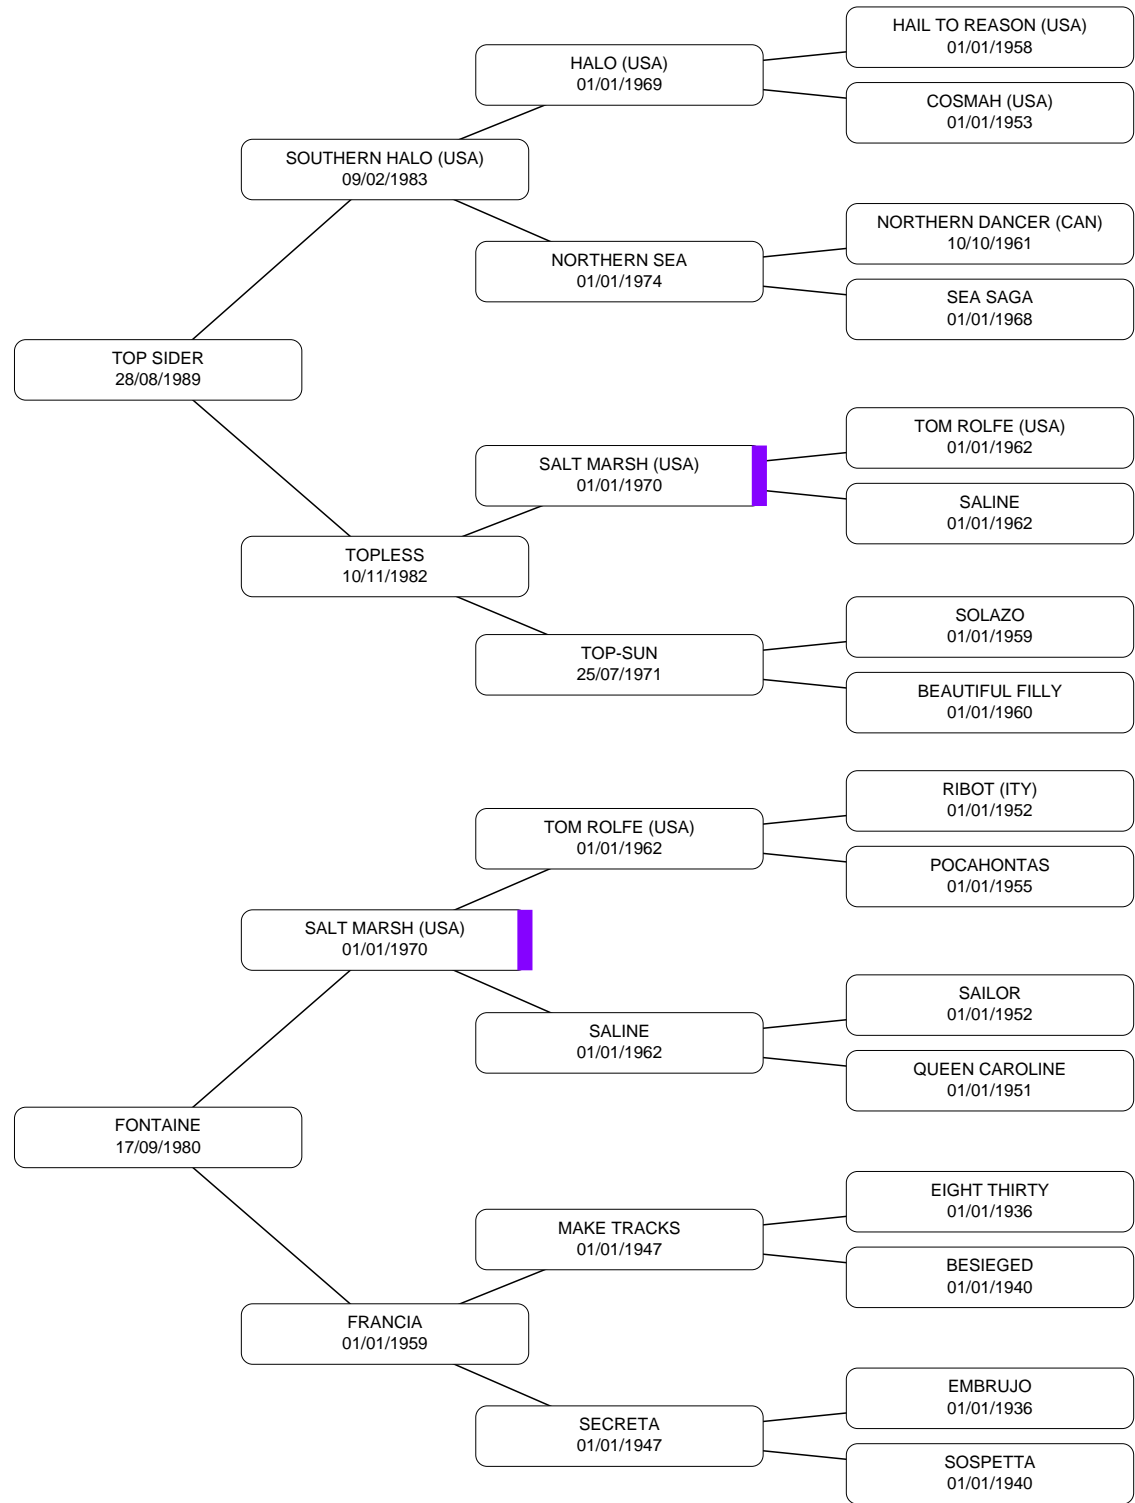 HAIL TO REASON (USA)
01/01/1958
HALO (USA)
01/01/1969
COSMAH (USA)
01/01/1953
SOUTHERN HALO (USA)
09/02/1983
NORTHERN DANCER (CAN)
10/10/1961
NORTHERN SEA
01/01/1974
SEA SAGA
01/01/1968
TOP SIDER
28/08/1989
TOM ROLFE (USA)
01/01/1962
SALT MARSH (USA)
01/01/1970
SALINE
01/01/1962
TOPLESS
10/11/1982
SOLAZO
01/01/1959
TOP-SUN
25/07/1971
BEAUTIFUL FILLY
01/01/1960
RIBOT (ITY)
01/01/1952
TOM ROLFE (USA)
01/01/1962
POCAHONTAS
01/01/1955
SALT MARSH (USA)
01/01/1970
SAILOR
01/01/1952
SALINE
01/01/1962
QUEEN CAROLINE
01/01/1951
FONTAINE
17/09/1980
EIGHT THIRTY
01/01/1936
MAKE TRACKS
01/01/1947
BESIEGED
01/01/1940
FRANCIA
01/01/1959
EMBRUJO
01/01/1936
SECRETA
01/01/1947
SOSPETTA
01/01/1940